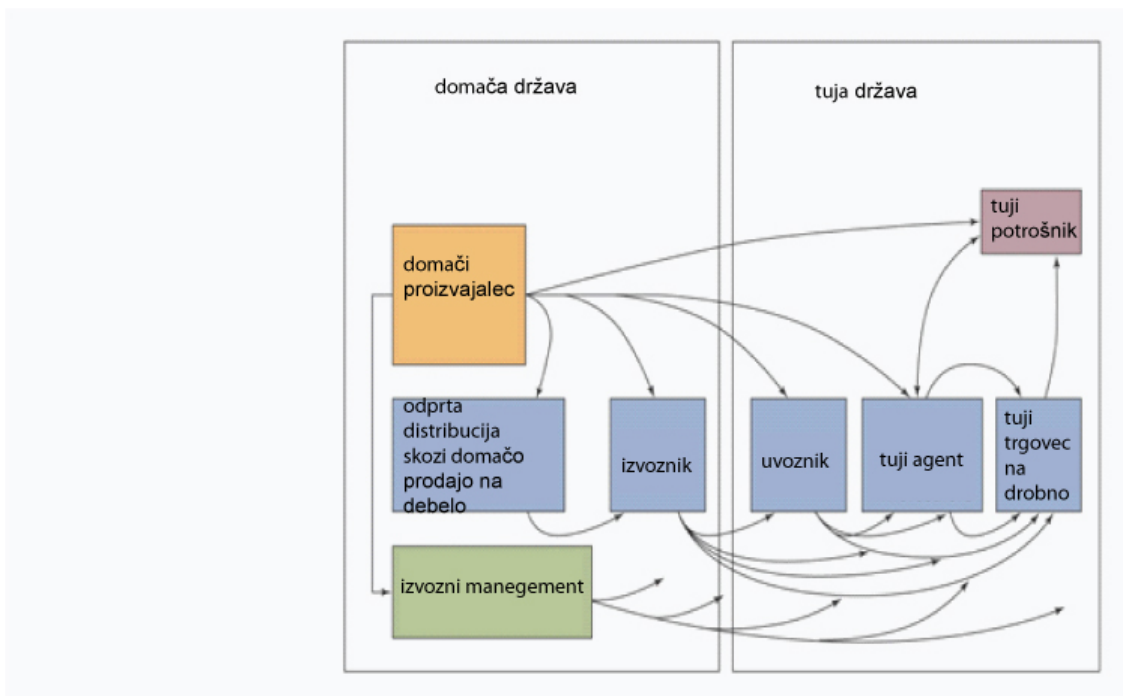 domača država
tuja država
tuji
potrošnik
domači
proizvajalec
odprta
distribucija
skozi domačo
prodajo na
debelo
izvoznik
uvoznik
tuji agent
tuji
trgovec
na
drobno
izvozni manegement